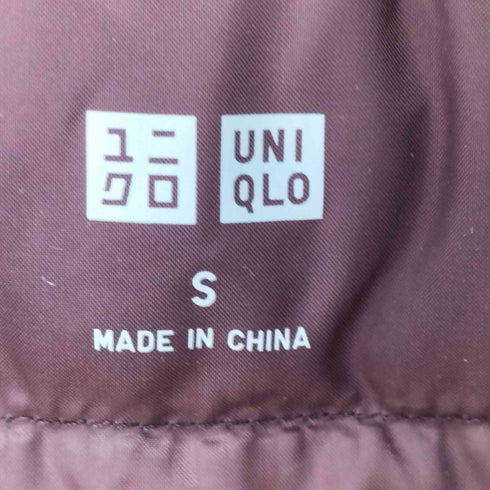 ユニ
クロ
UNI
QLO
S
MADE IN CHINA